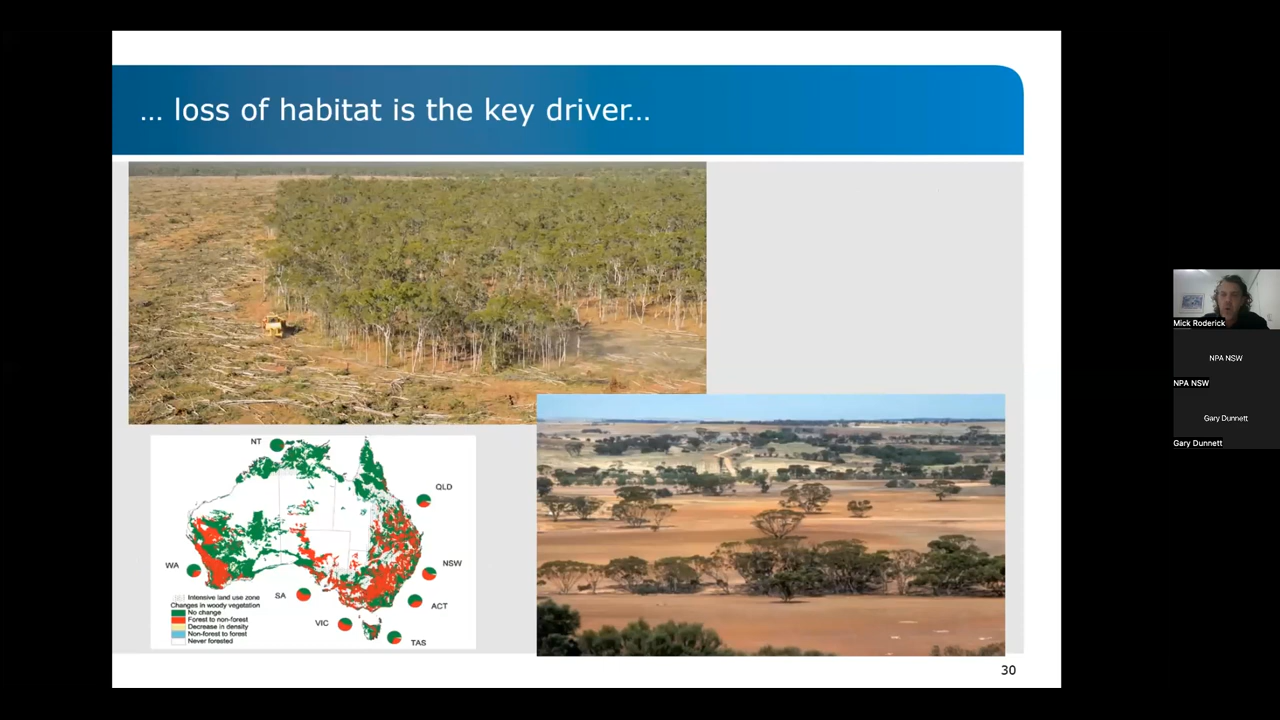 … loss of habitat is the key driver…
NT
QLD
WA
NSW
SA
ACT
VIC
TAS
Intensive land use zone
Changes in woody vegetation
No change
Forest to non-forest
Decrease in density
Non-forest to forest
Never forested
30
Mick Roderick
NPA NSW
NPA NSW
Gary Dunnett
Gary Dunnett